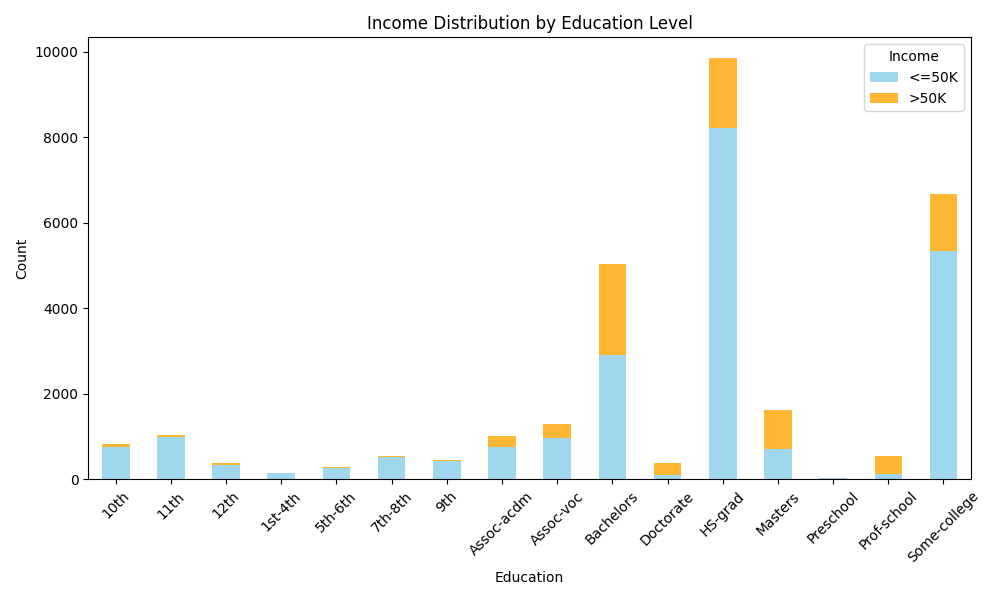 Income Distribution by Education Level
Income
<=50K
>50K
Count
10000
8000
6000
4000
2000
0
10th
11th
12th
1st-4th
5th-6th
7th-8th
9th
Assoc-acdm
Assoc-voc
Bachelors
Doctorate
HS-grad
Masters
Preschool
Prof-school
Some-college
Education